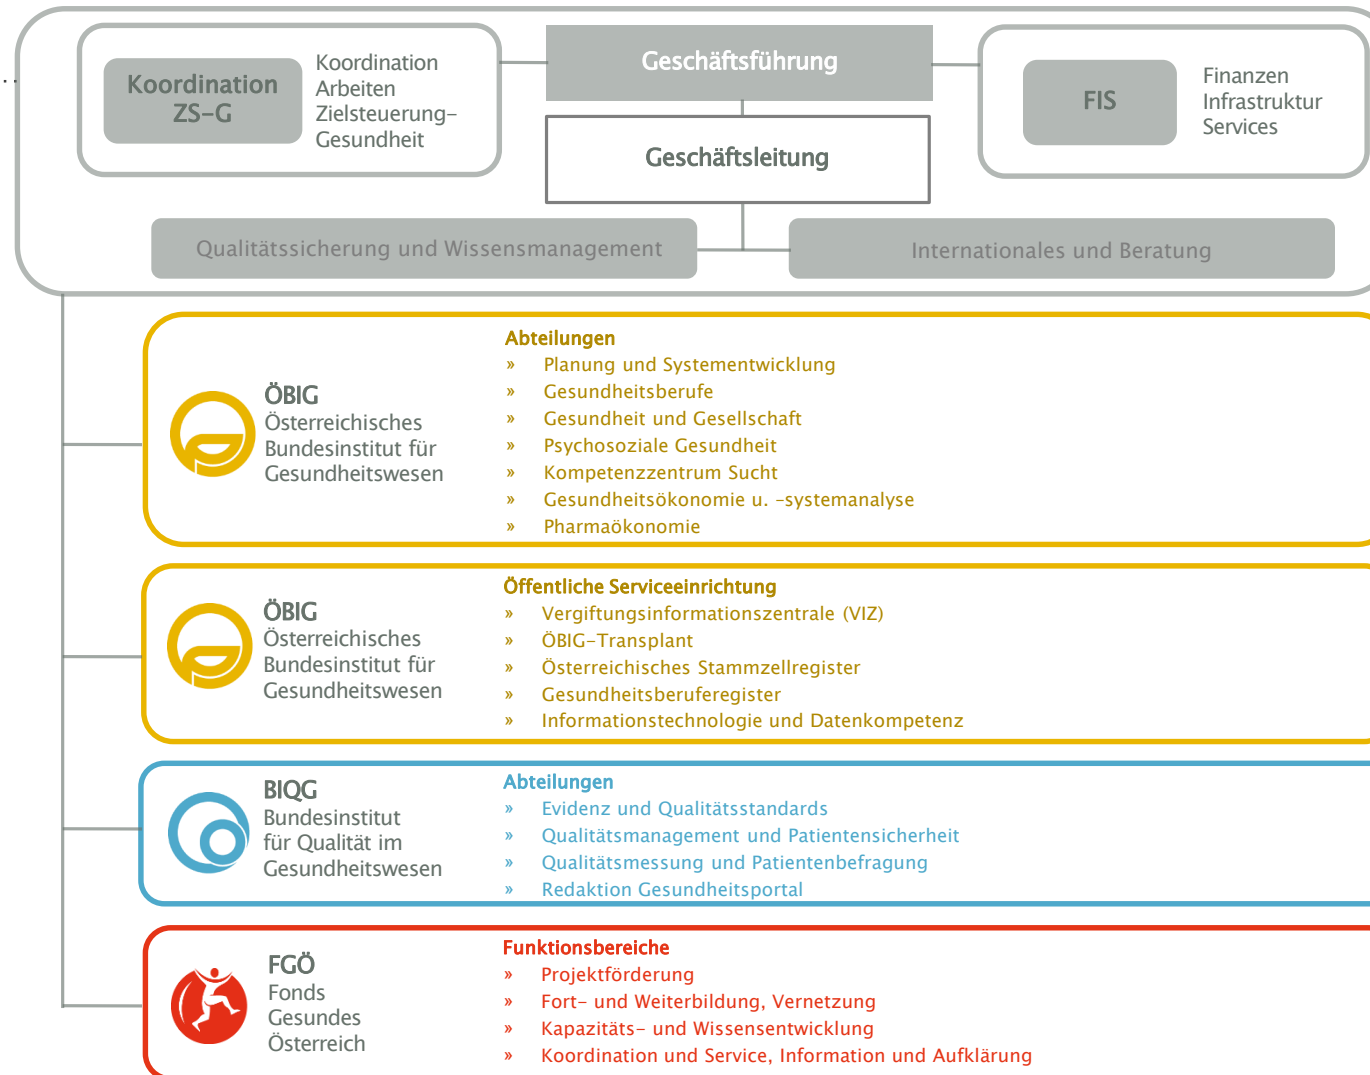 Koordination
ZS-G
Koordination
Arbeiten
Zielsteuerung-
Gesundheit
Geschäftsführung
FIS
Finanzen
Infrastruktur
Services
Geschäftsleitung
Qualitätssicherung und Wissensmanagement
Internationales und Beratung
ÖBIG
Österreichisches
Bundesinstitut für
Gesundheitswesen
Abteilungen
» Planung und Systementwicklung
» Gesundheitsberufe
» Gesundheit und Gesellschaft
» Psychosoziale Gesundheit
» Kompetenzzentrum Sucht
» Gesundheitsökonomie u. -systemanalyse
» Pharmaökonomie
ÖBIG
Österreichisches
Bundesinstitut für
Gesundheitswesen
Öffentliche Serviceeinrichtung
» Vergiftungsinformationszentrale (VIZ)
» ÖBIG-Transplant
» Österreichisches Stammzellregister
» Gesundheitsberuferegister
» Informationstechnologie und Datenkompetenz
BIQG
Bundesinstitut
für Qualität im
Gesundheitswesen
Abteilungen
» Evidenz und Qualitätsstandards
» Qualitätsmanagement und Patientensicherheit
» Qualitätsmessung und Patientenbefragung
» Redaktion Gesundheitsportal
FGÖ
Fonds
Gesundes
Österreich
Funktionsbereiche
» Projektförderung
» Fort- und Weiterbildung, Vernetzung
» Kapazitäts- und Wissensentwicklung
» Koordination und Service, Information und Aufklärung